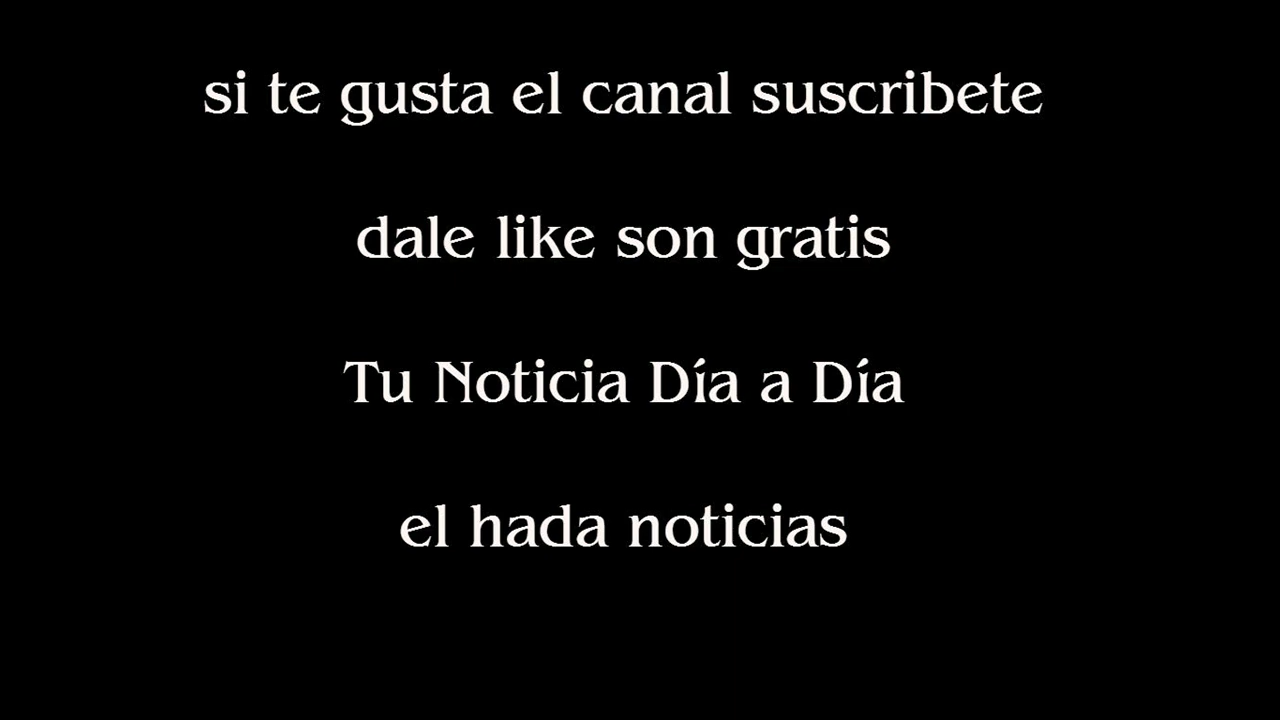 si te gusta el canal suscribete
dale like son gratis
Tu Noticia Día a Día
el hada noticias